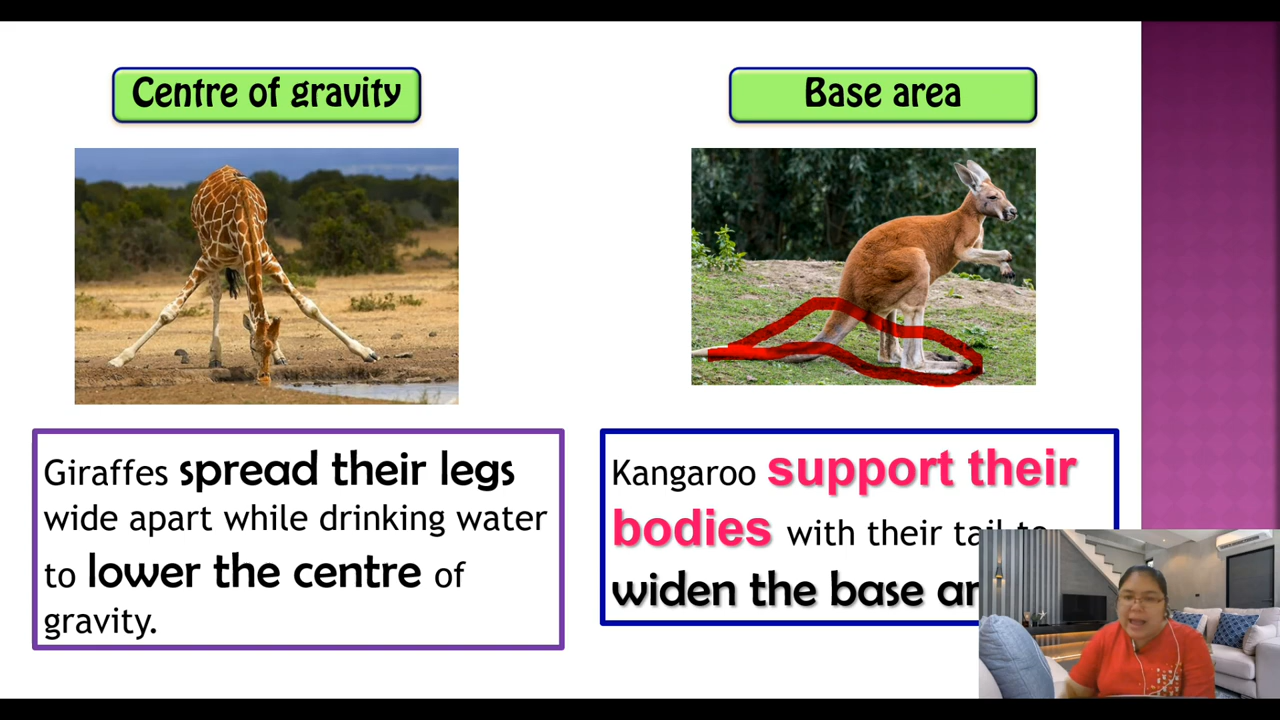 Centre of gravity
Base area
Giraffes spread their legs
wide apart while drinking water
to lower the centre of
gravity.
Kangaroo support their
bodies with their tail to
widen the base